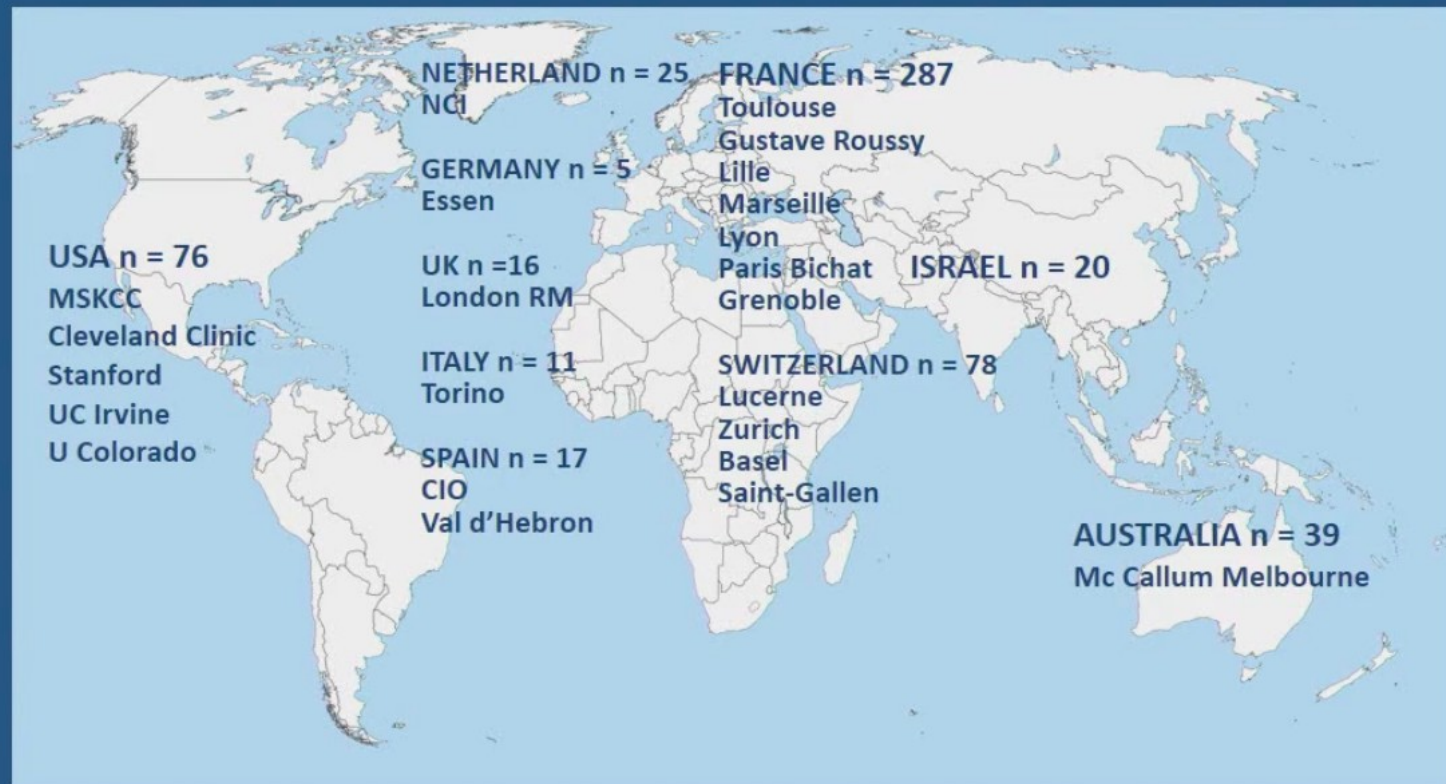 USA n = 76
MSKCC
Cleveland Clinic
Stanford
UC Irvine
U Colorado
NETHERLAND n = 25
NCI
GERMANY n = 5
Essen
UK n =16
London RM
ITALY n = 11
Torino
SPAIN n = 17
CIO
Val d’Hebron
FRANCE n = 287
Toulouse
Gustave Roussy
Lille
Marseille
Lyon
Paris Bichat
Grenoble
SWITZERLAND n = 78
Lucerne
Zurich
Basel
Saint-Gallen
ISRAEL n = 20
AUSTRALIA n = 39
Mc Callum Melbourne